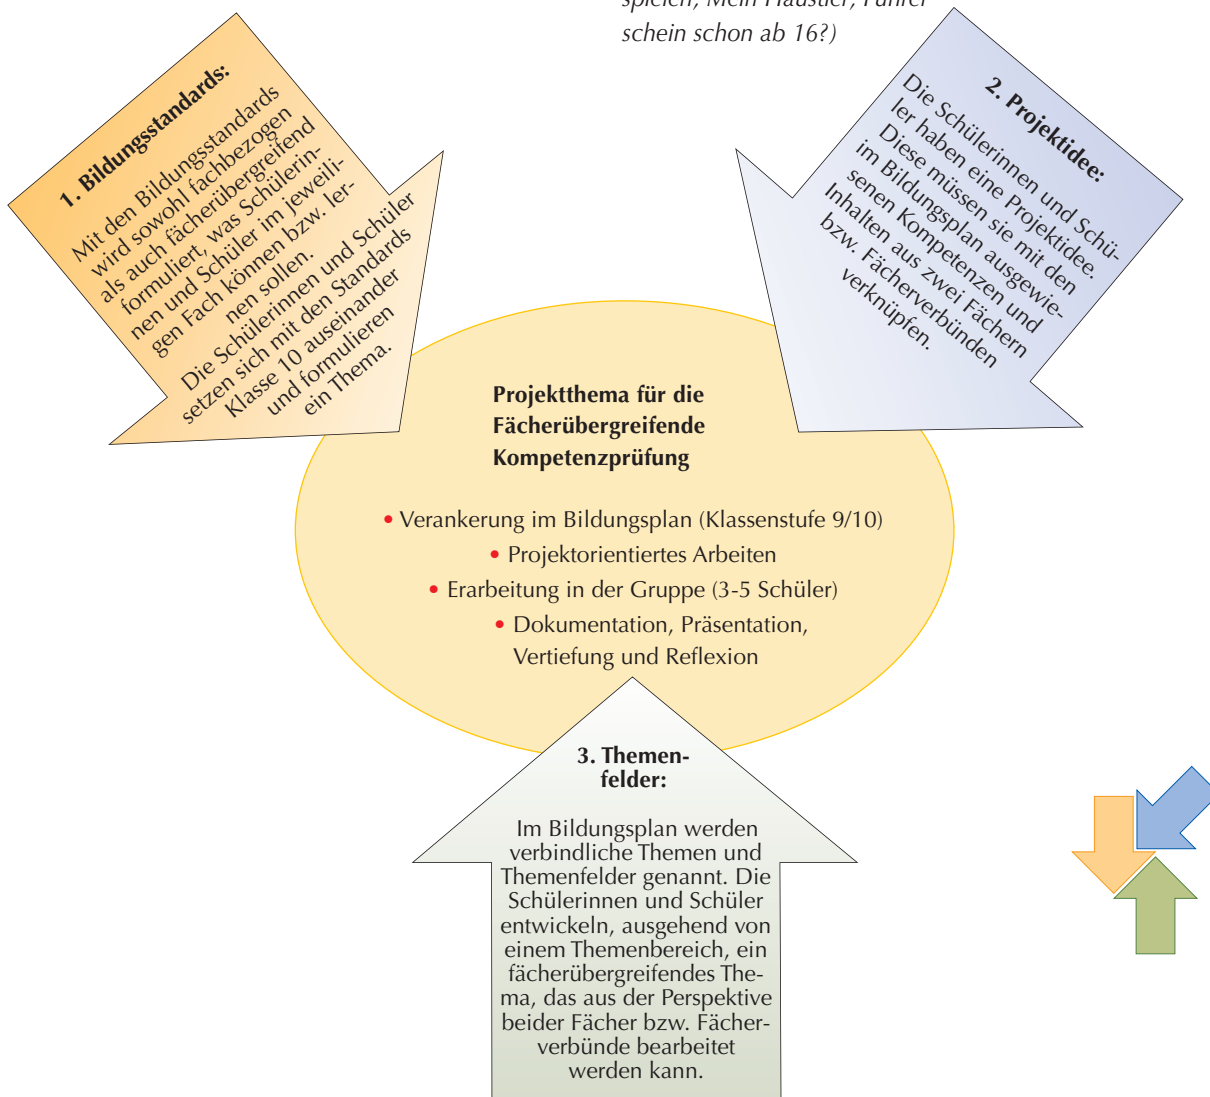 spielen, Mein Haustier, Führer-
schein schon ab 16?)
1. Bildungsstandards:
Mit den Bildungsstandards
wird sowohl fachbezogen
als auch fächerübergreifend
formuliert, was Schülerin-
nen und Schüler im jeweili-
gen Fach können bzw. ler-
nen sollen.
Die Schülerinnen und Schüler
setzen sich mit den Standards
Klasse 10 auseinander
und formulieren
ein Thema.
2. Projektidee:
Die Schülerinnen und Schü-
ler haben eine Projektidee.
Diese müssen sie mit den
im Bildungsplan ausgewie-
senen Kompetenzen und
Inhalten aus zwei Fächern
bzw. Fächerverbünden
verknüpfen.
Projektthema für die
Fächerübergreifende
Kompetenzprüfung
• Verankerung im Bildungsplan (Klassenstufe 9/10)
• Projektorientiertes Arbeiten
• Erarbeitung in der Gruppe (3-5 Schüler)
• Dokumentation, Präsentation,
Vertiefung und Reflexion
3. Themen-
felder:
Im Bildungsplan werden
verbindliche Themen und
Themenfelder genannt. Die
Schülerinnen und Schüler
entwickeln, ausgehend von
einem Themenbereich, ein
fächerübergreifendes The-
ma, das aus der Perspektive
beider Fächer bzw. Fächer-
verbünde bearbeitet
werden kann.